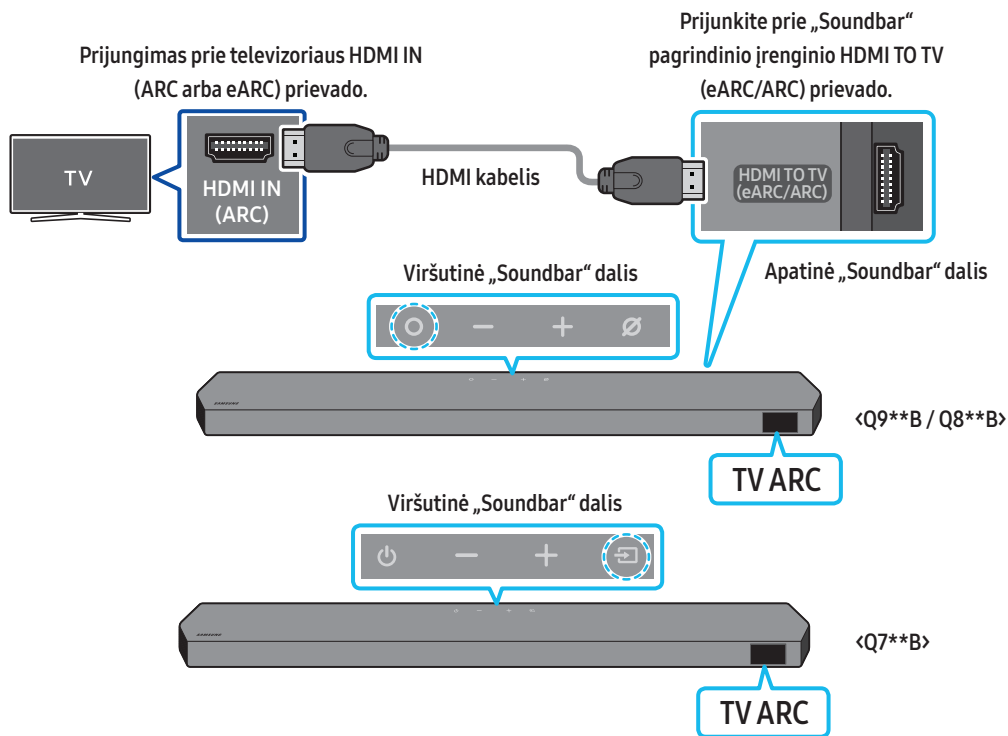 Prijunkite prie „Soundbar“
pagrindinio įrenginio HDMI TO TV
(eARC/ARC) prievado.
Prijungimas prie televizoriaus HDMI IN
(ARC arba eARC) prievado.
TV
HDMI IN
(ARC)
HDMI kabelis
HDMI TO TV
(eARC/ARC)
Viršutinė „Soundbar“ dalis
Apatinė „Soundbar“ dalis
SAMSUNG
<Q9**B / Q8**B>
TV ARC
Viršutinė „Soundbar“ dalis
SAMSUNG
<Q7**B>
TV ARC